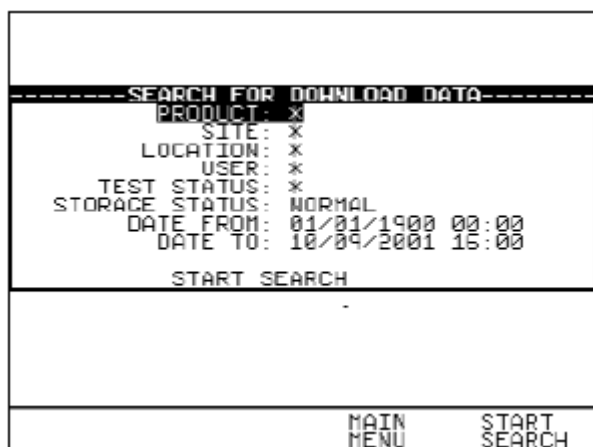 --------SEARCH FOR DOWNLOAD DATA--------
PRODUCT: *
SITE: *
LOCATION: *
USER: *
TEST STATUS: *
STORAGE STATUS: NORMAL
DATE FROM: 01/01/1900 00:00
DATE TO: 10/09/2001 16:00
START SEARCH
MAIN MENU
START SEARCH